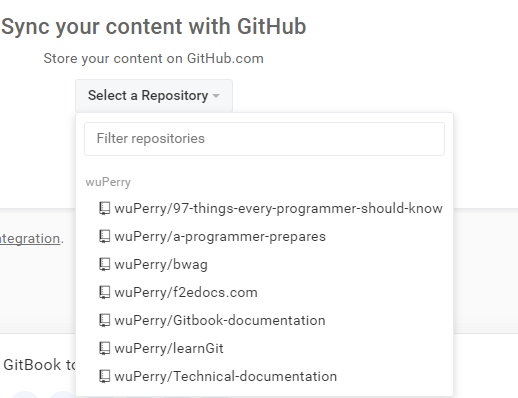 Sync your content with GitHub
Store your content on GitHub.com
Select a Repository
Filter repositories
wuPerry
wuPerry/97-things-every-programmer-should-know
wuPerry/a-programmer-prepares
ntegration.
wuPerry/bwag
wuPerry/f2edocs.com
wuPerry/Gitbook-documentation
wuPerry/learnGit
GitBook to
wuPerry/Technical-documentation